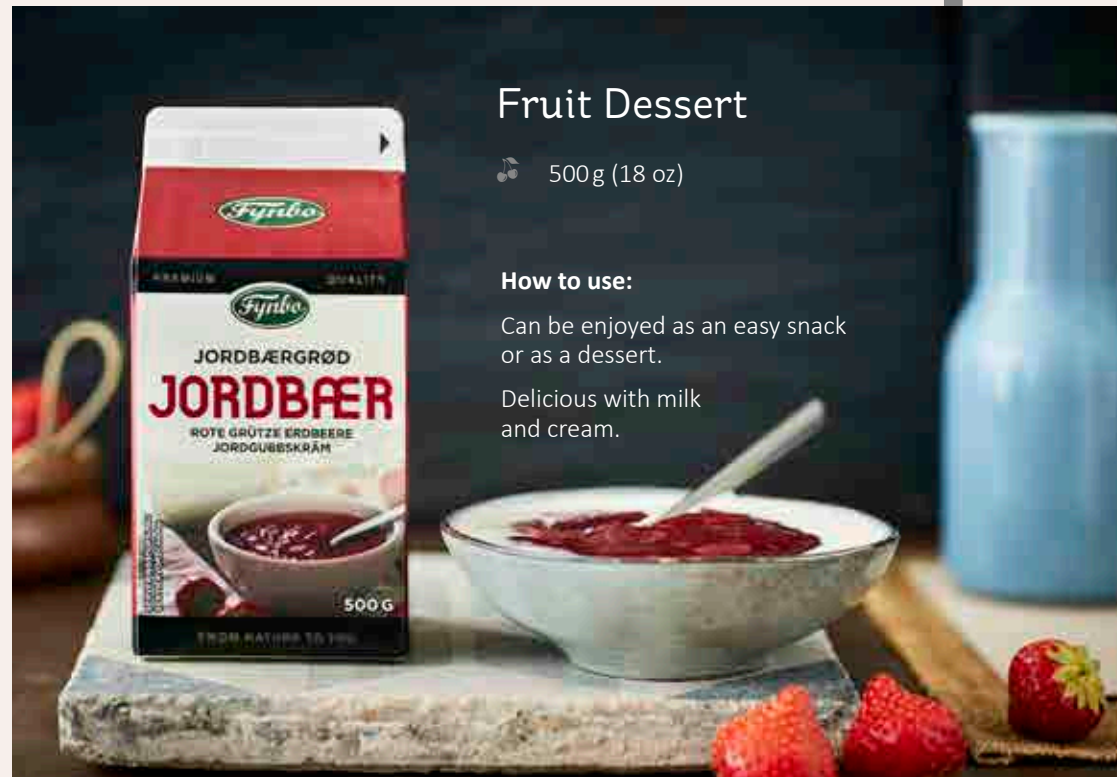 Fruit Dessert
500 g (18 oz)
How to use:
Can be enjoyed as an easy snack
or as a dessert.
Delicious with milk
and cream.
Fynbo
PREMIUM QUALITY
Fynbo
JORDBÆRGRØD
JORDBÆR
ROTE GRÜTZE ERDBEERE
JORDGUBBSKRÄM
500 G
FROM NATURE TO YOU